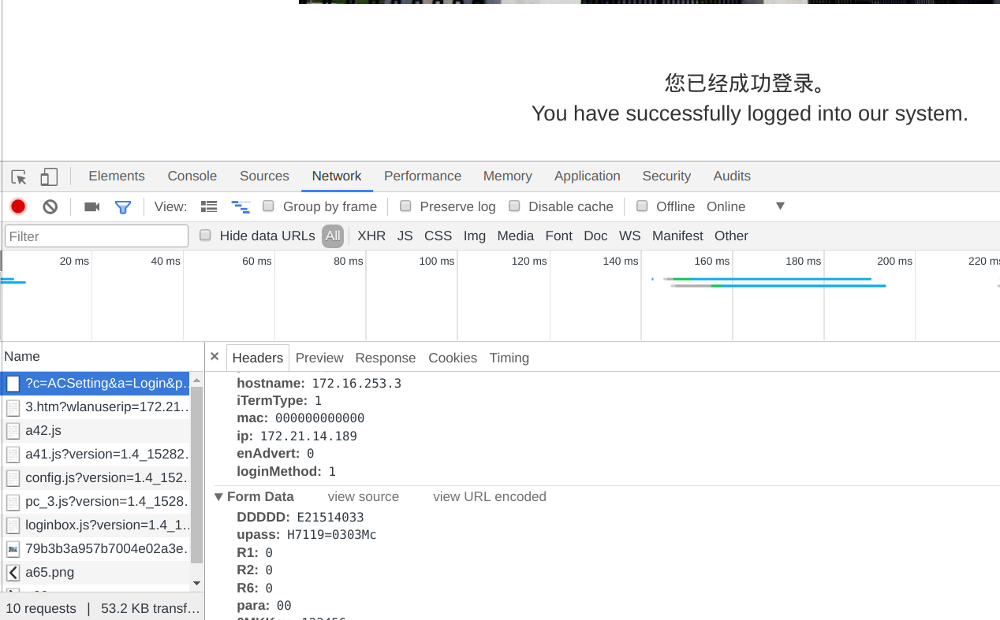 您已经成功登录。
You have successfully logged into our system.
Elements Console Sources Network Performance Memory Application Security Audits
View: Group by frame Preserve log Disable cache Offline Online ▼
Filter Hide data URLs All XHR JS CSS Img Media Font Doc WS Manifest Other
20 ms 40 ms 60 ms 80 ms 100 ms 120 ms 140 ms 160 ms 180 ms 200 ms 220 m
Name
× Headers Preview Response Cookies Timing
?c=ACSetting&a=Login&p...
3.htm?wlanuserip=172.21...
a42.js
a41.js?version=1.4_15282...
config.js?version=1.4_152...
pc_3.js?version=1.4_1528...
loginbox.js?version=1.4_1...
79b3b3a957b7004e02a3e...
a65.png
10 requests | 53.2 KB transf...
hostname: 172.16.253.3
iTermType: 1
mac: 000000000000
ip: 172.21.14.189
enAdvert: 0
loginMethod: 1
▼ Form Data view source view URL encoded
DDDDD: E21514033
upass: H7119=0303Mc
R1: 0
R2: 0
R6: 0
para: 00
0MKKey: 123456